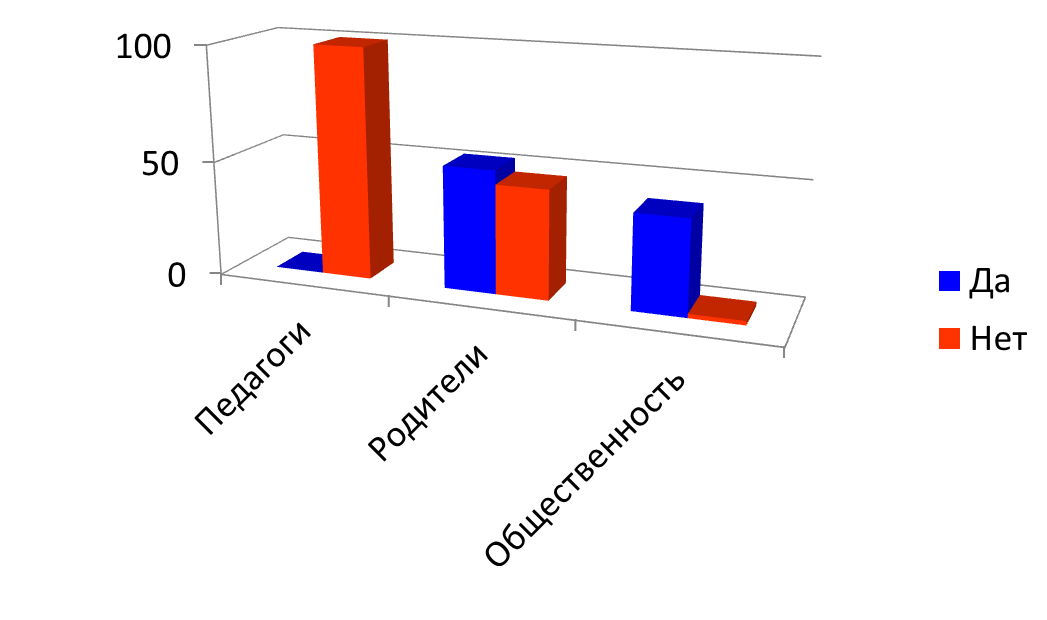 100
50
0
Педагоги
Родители
Общественность
Да
Нет